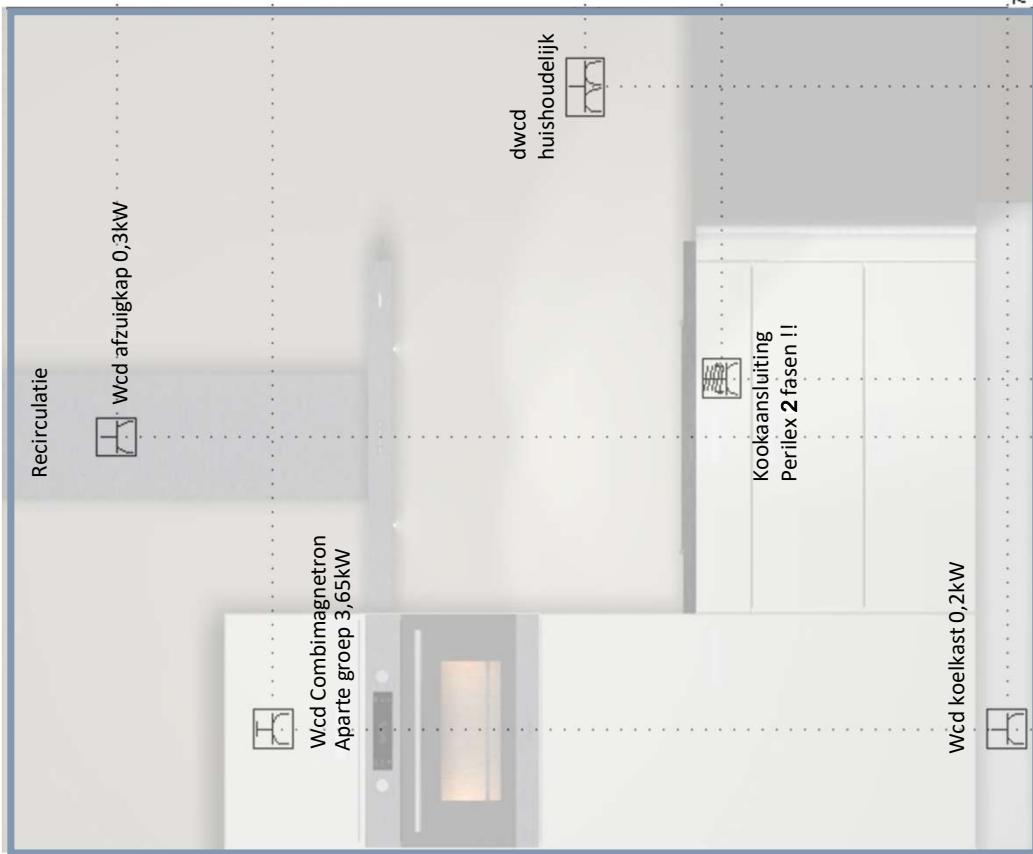 Recirculatie
Wcd afzuigkap 0,3kW
Wcd Combimagnetron
Aparte groep 3,65kW
dwcd
huishoudelijk
Kookaansluiting
Perilex 2 fasen !!
Wcd koelkast 0,2kW